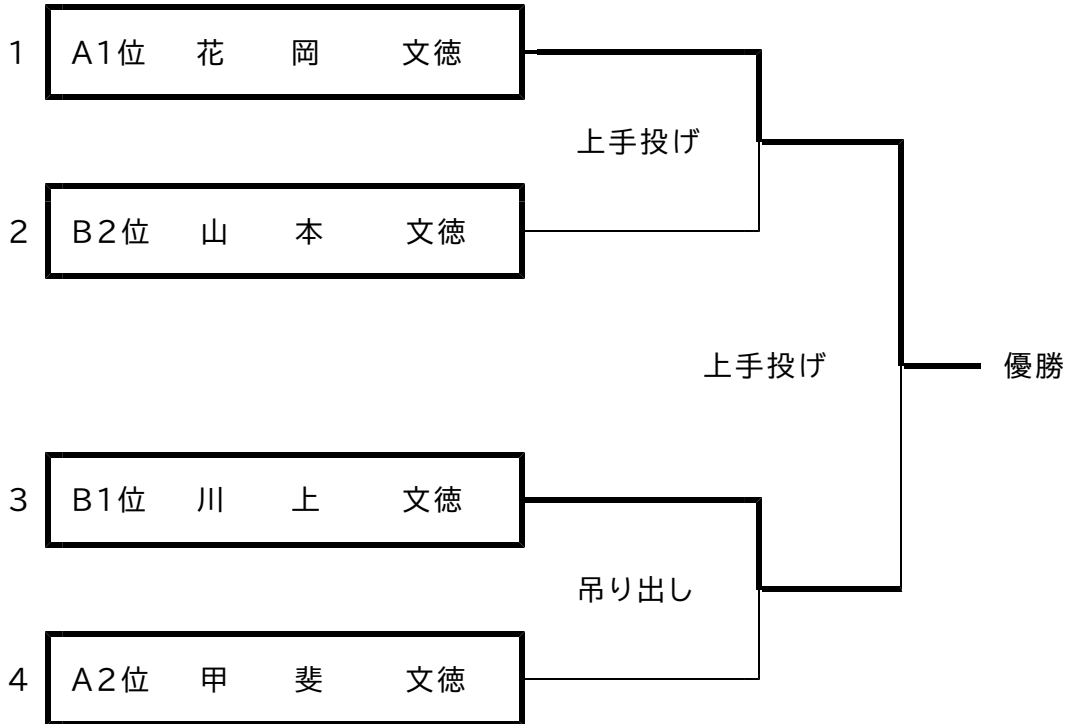 1 A1位 花 岡 文徳
上手投げ
2 B2位 山 本 文徳
上手投げ 優勝
3 B1位 川 上 文徳
吊り出し
4 A2位 甲 斐 文徳